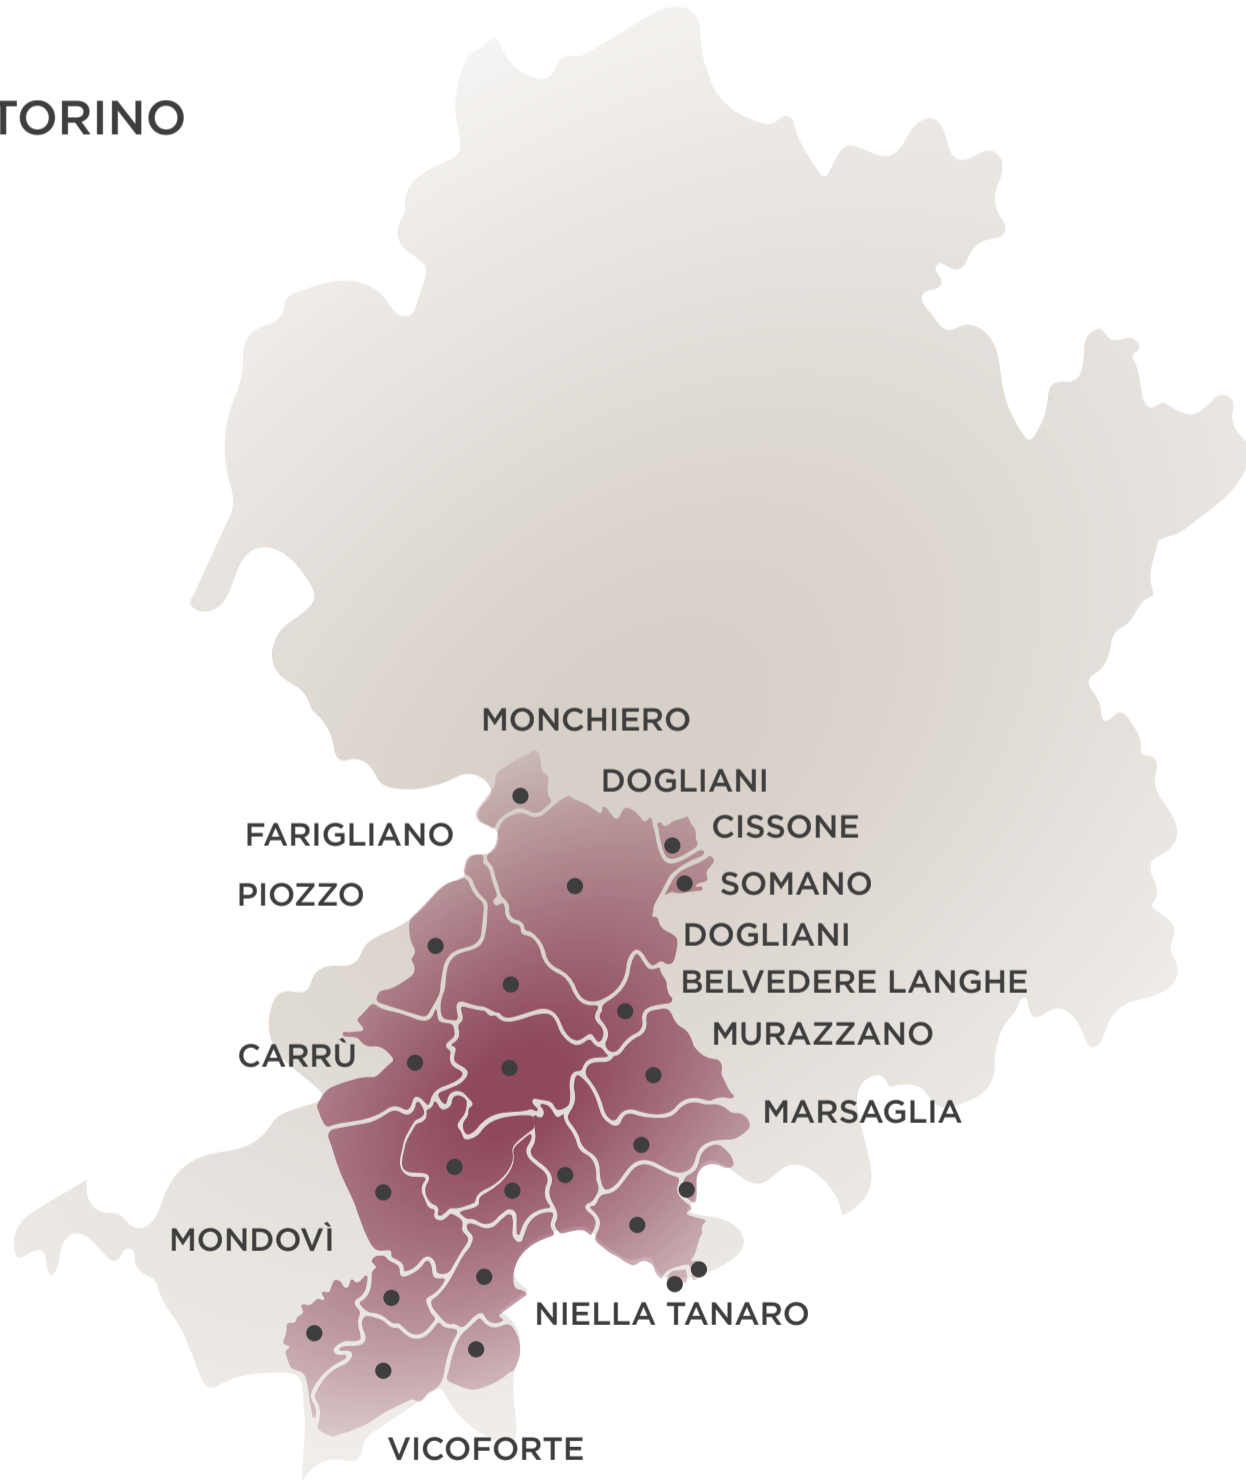 TORINO
MONCHIERO
DOGLIANI
CISSONE
FARIGLIANO
SOMANO
PIOZZO
DOGLIANI
BELVEDERE LANGHE
MURAZZANO
CARRÙ
MARSAGLIA
MONDOVÌ
NIELLA TANARO
VICOFORTE